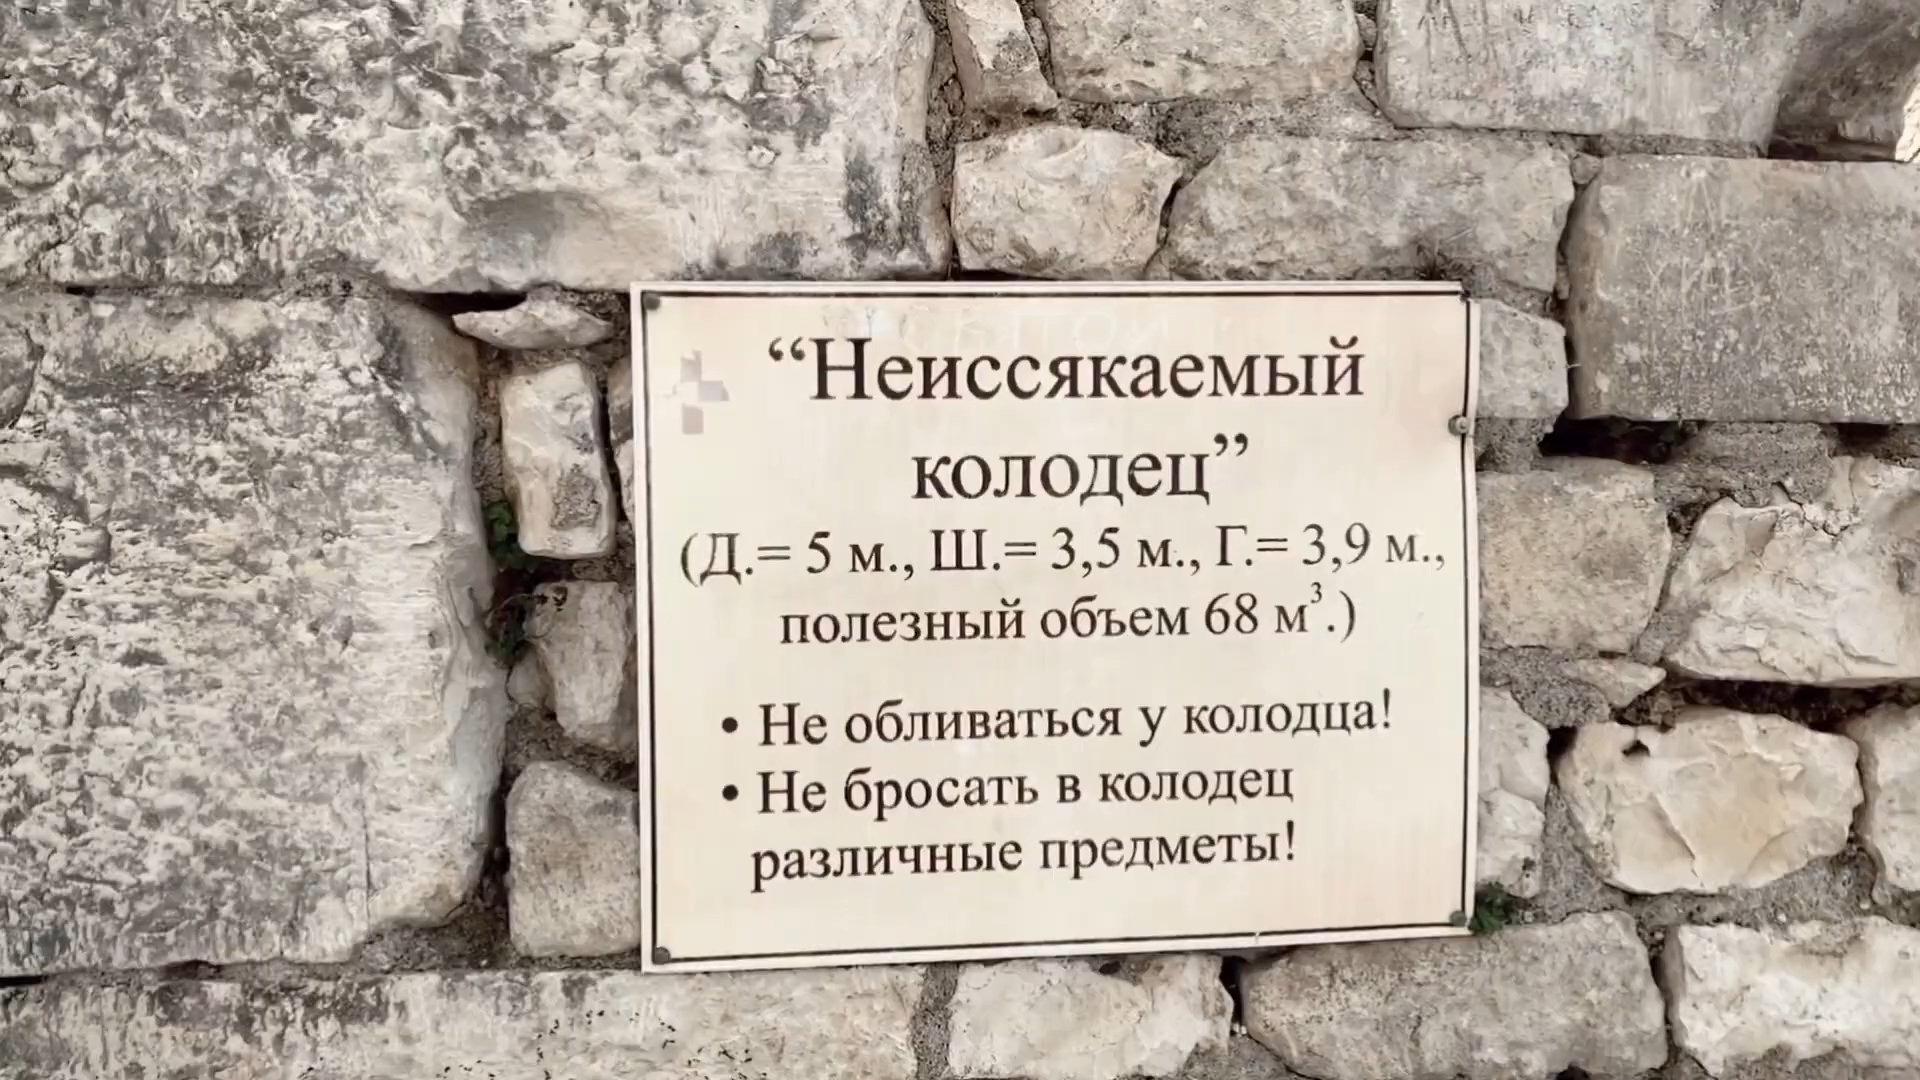 “Неиссякаемый
колодец”
(Д.= 5 м., Ш.= 3,5 м., Г.= 3,9 м.,
полезный объем 68 м³.)
• Не обливаться у колодца!
• Не бросать в колодец
различные предметы!